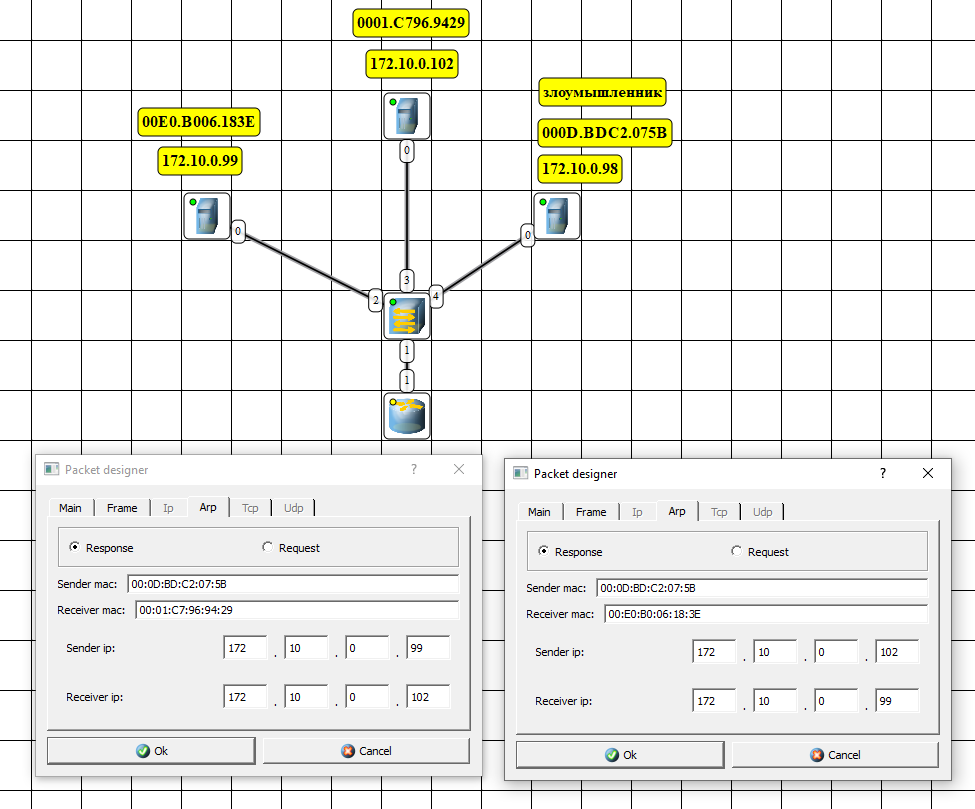 0001.C796.9429
172.10.0.102
злоумышленник
00E0.B006.183E
000D.BDC2.075B
172.10.0.99
172.10.0.98
0
0
0
3
2
4
1
1
Packet designer
?
Main Frame Ip Arp Tcp Udp
Response Request
Sender mac: 00:0D:BD:C2:07:5B
Receiver mac: 00:01:C7:96:94:29
Sender ip: 172 . 10 . 0 . 99
Receiver ip: 172 . 10 . 0 . 102
Ok Cancel
Packet designer
?
Main Frame Ip Arp Tcp Udp
Response Request
Sender mac: 00:0D:BD:C2:07:5B
Receiver mac: 00:E0:B0:06:18:3E
Sender ip: 172 . 10 . 0 . 102
Receiver ip: 172 . 10 . 0 . 99
Ok Cancel